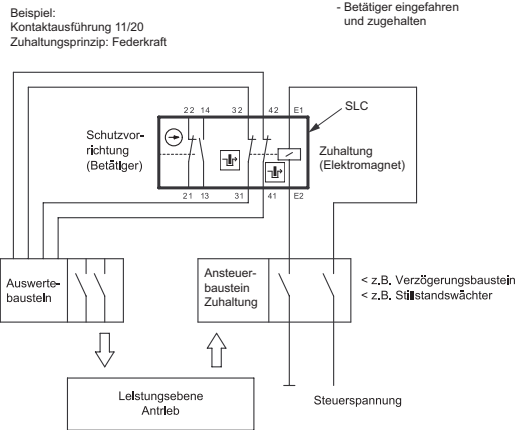 Beispiel:
Kontaktausführung 11/20
Zuhaltungsprinzip: Federkraft
- Betätiger eingefahren
und zugehalten
22 14 32 42 E1
SLC
Schutzvor-
richtung
(Betätiger)
Zuhaltung
(Elektromagnet)
21 13 31 41 E2
Auswerte-
baustein
Ansteuer-
baustein
Zuhaltung
< z.B. Verzögerungsbaustein
< z.B. Stillstandswächter
Leistungsebene
Antrieb
Steuerspannung